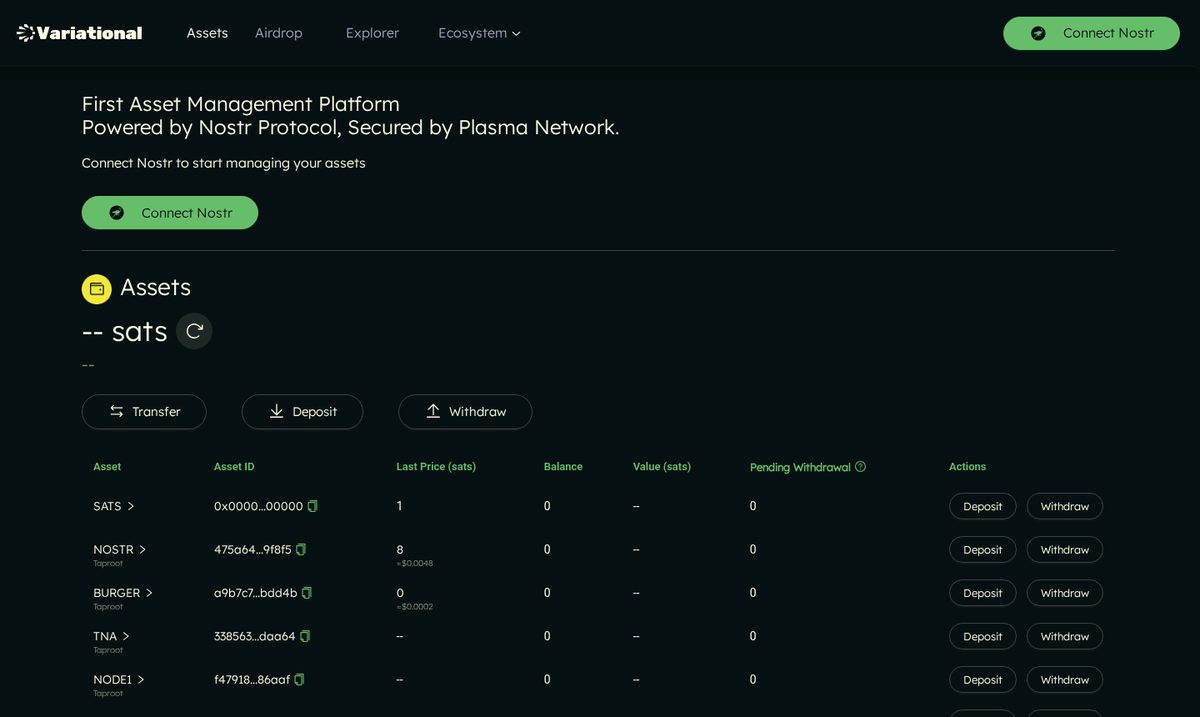 Variational
Assets
Airdrop
Explorer
Ecosystem
Connect Nostr
First Asset Management Platform
Powered by Nostr Protocol, Secured by Plasma Network.
Connect Nostr to start managing your assets
Connect Nostr
Assets
-- sats
--
Transfer
Deposit
Withdraw
Asset Asset ID Last Price (sats) Balance Value (sats) Pending Withdrawal Actions
SATS 0x0000...00000 1 0 -- 0 Deposit Withdraw
NOSTR 475a64...9f8f5 8 0 -- 0 Deposit Withdraw
Taproot ≈$0.0048
BURGER a9b7c7...bdd4b 0 0 -- 0 Deposit Withdraw
Taproot ≈$0.0002
TNA 338563...daa64 -- 0 -- 0 Deposit Withdraw
Taproot
NODE1 f47918...86aaf -- 0 -- 0 Deposit Withdraw
Taproot